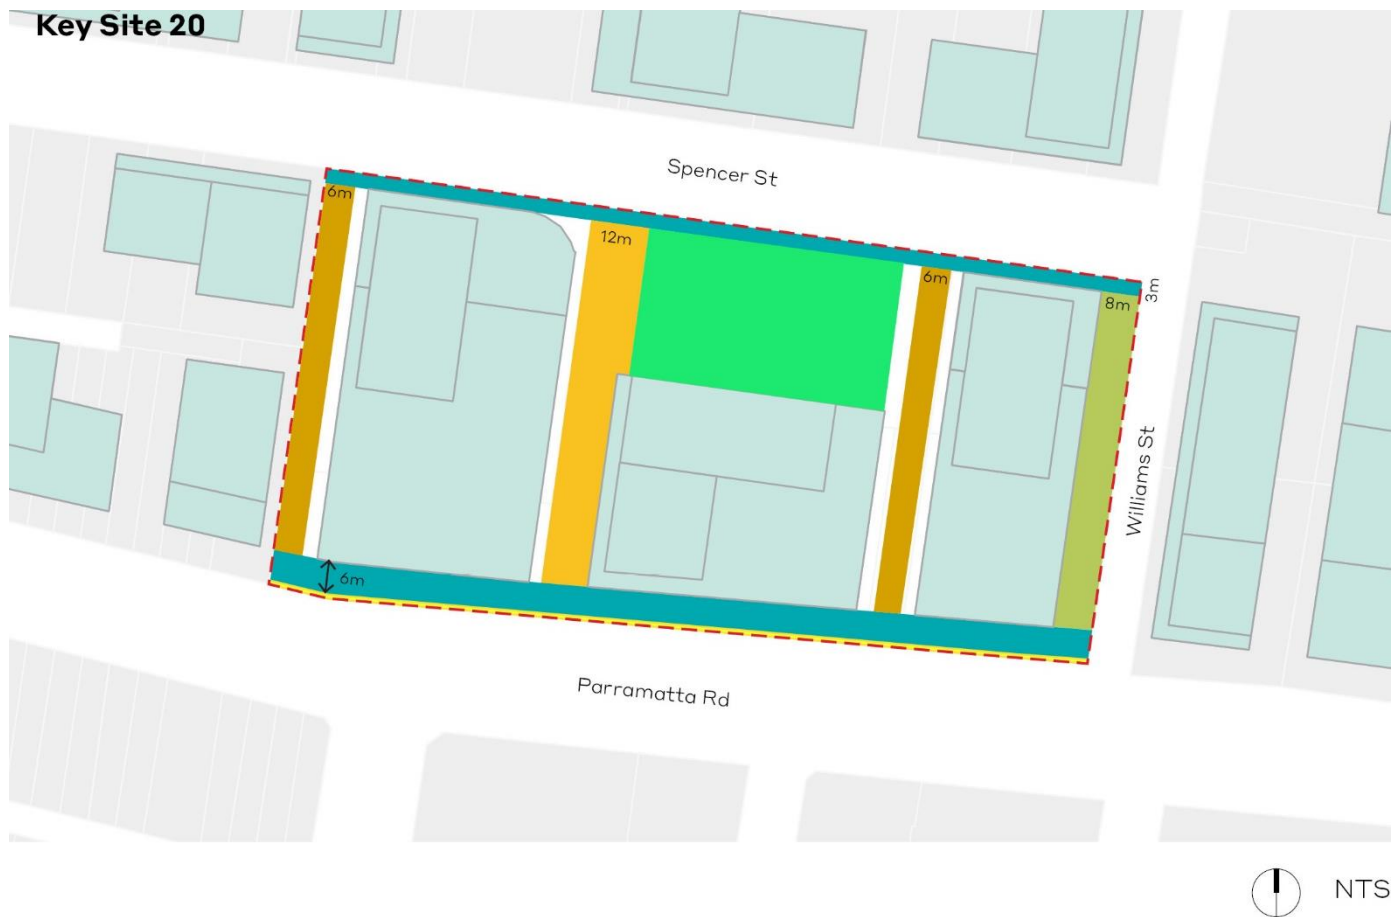 Key Site 20
Spencer St
6m
12m
6m
8m
3m
Williams St
6m
Parramatta Rd
NTS